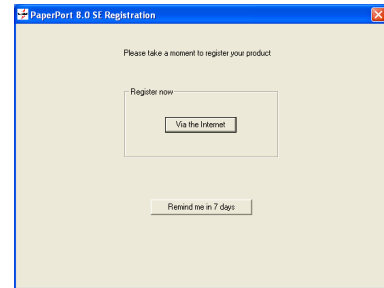 PaperPort 8.0 SE Registration
Please take a moment to register your product
Register now
Via the Internet
Remind me in 7 days